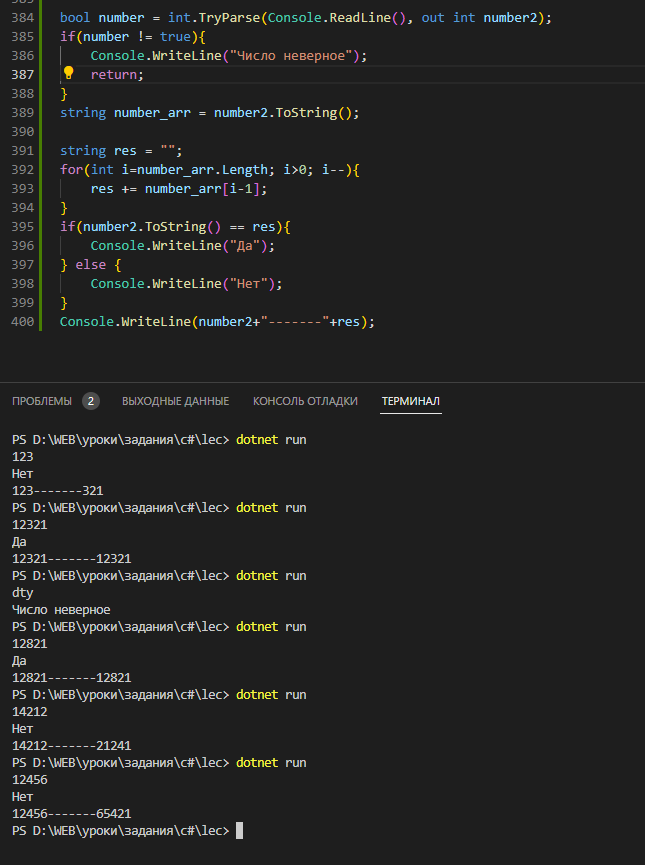 384 bool number = int.TryParse(Console.ReadLine(), out int number2);
385 if(number != true){
386 Console.WriteLine("Число неверное");
387 return;
388 }
389 string number_arr = number2.ToString();
390
391 string res = "";
392 for(int i=number_arr.Length; i>0; i--){
393 res += number_arr[i-1];
394 }
395 if(number2.ToString() == res){
396 Console.WriteLine("Да");
397 } else {
398 Console.WriteLine("Нет");
399 }
400 Console.WriteLine(number2+"-------"+res);
ПРОБЛЕМЫ 2 ВЫХОДНЫЕ ДАННЫЕ КОНСОЛЬ ОТЛАДКИ ТЕРМИНАЛ
PS D:\WEB\уроки\задания\c#\lec> dotnet run
123
Нет
123-------321
PS D:\WEB\уроки\задания\c#\lec> dotnet run
12321
Да
12321-------12321
PS D:\WEB\уроки\задания\c#\lec> dotnet run
dty
Число неверное
PS D:\WEB\уроки\задания\c#\lec> dotnet run
12821
Да
12821-------12821
PS D:\WEB\уроки\задания\c#\lec> dotnet run
14212
Нет
14212-------21241
PS D:\WEB\уроки\задания\c#\lec> dotnet run
12456
Нет
12456-------65421
PS D:\WEB\уроки\задания\c#\lec>